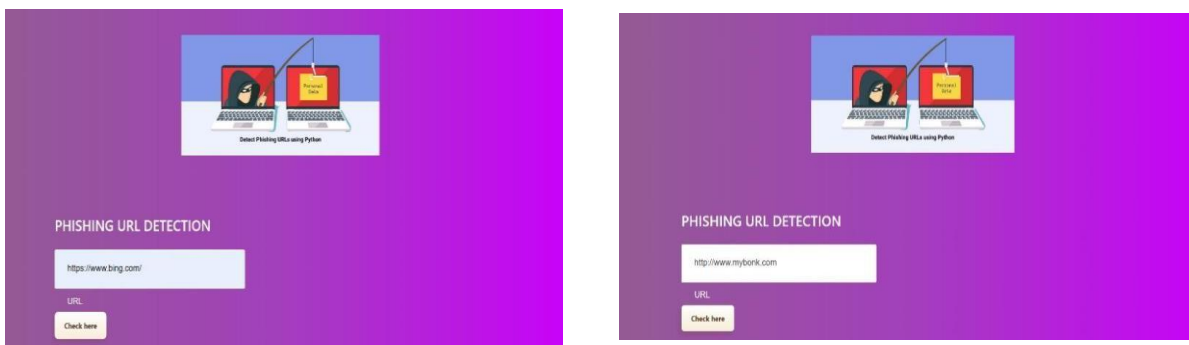 Personal
Data
Detect Phishing URLs using Python
PHISHING URL DETECTION
https://www.bing.com/
URL
Check here
Personal
Data
Detect Phishing URLs using Python
PHISHING URL DETECTION
http://www.mybonk.com
URL
Check here